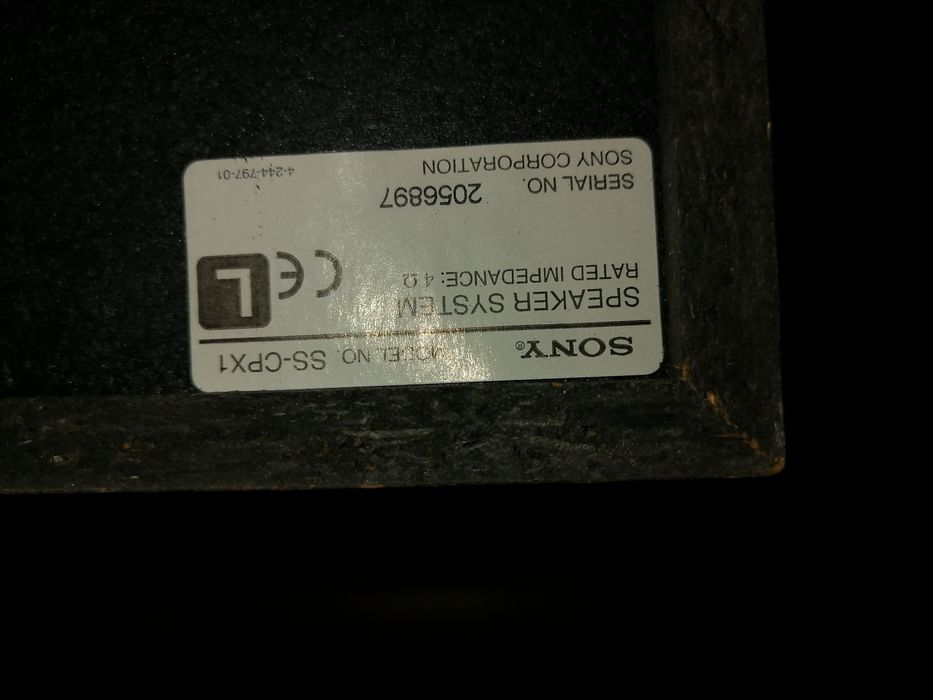 SONY® MODEL NO. SS-CPX1
SPEAKER SYSTEM
RATED IMPEDANCE: 4 Ω
CE L
SERIAL NO. 2056897
SONY CORPORATION 4-244-797-01